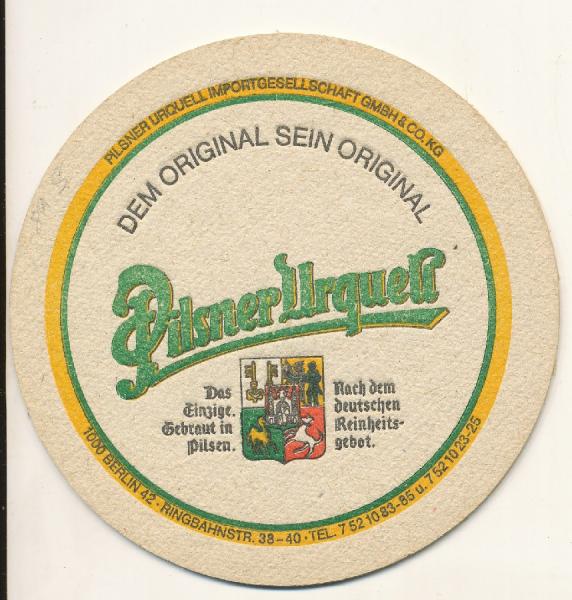 PILSNER URQUELL IMPORTGESELLSCHAFT GMBH & CO. KG
DEM ORIGINAL SEIN ORIGINAL
Pilsner Urquell
Das
Einzige.
Gebraut in
Pilsen.
Nach dem
deutschen
Reinheits-
gebot.
1000 BERLIN 42 · RINGBAHNSTR. 38–40 · TEL. 7 52 10 83-85 u. 7 52 10 23-25